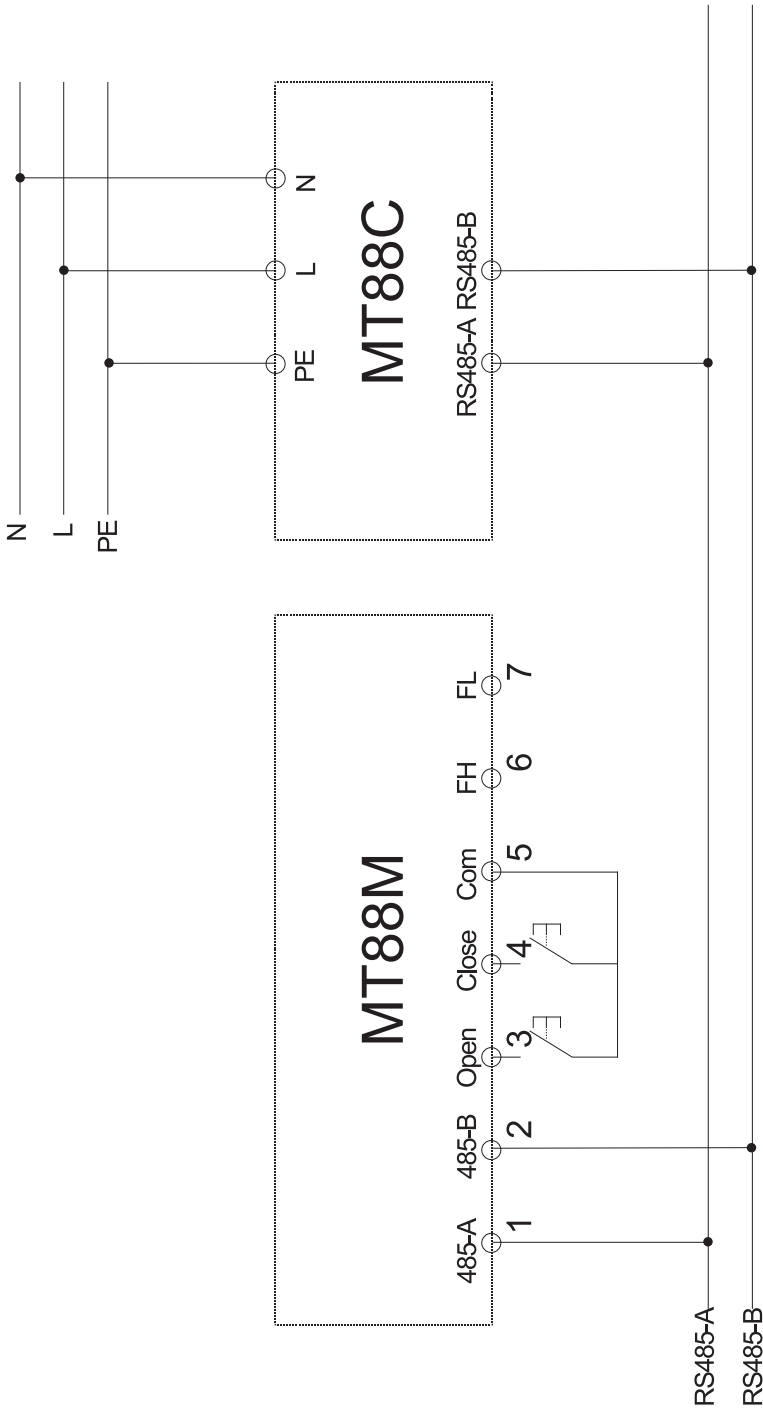 N
L
PE
N
L
PE
MT88C
RS485-A RS485-B
MT88M
485-A
485-B
Open
Close
Com
FH
FL
1
2
3
4
5
6
7
RS485-A
RS485-B